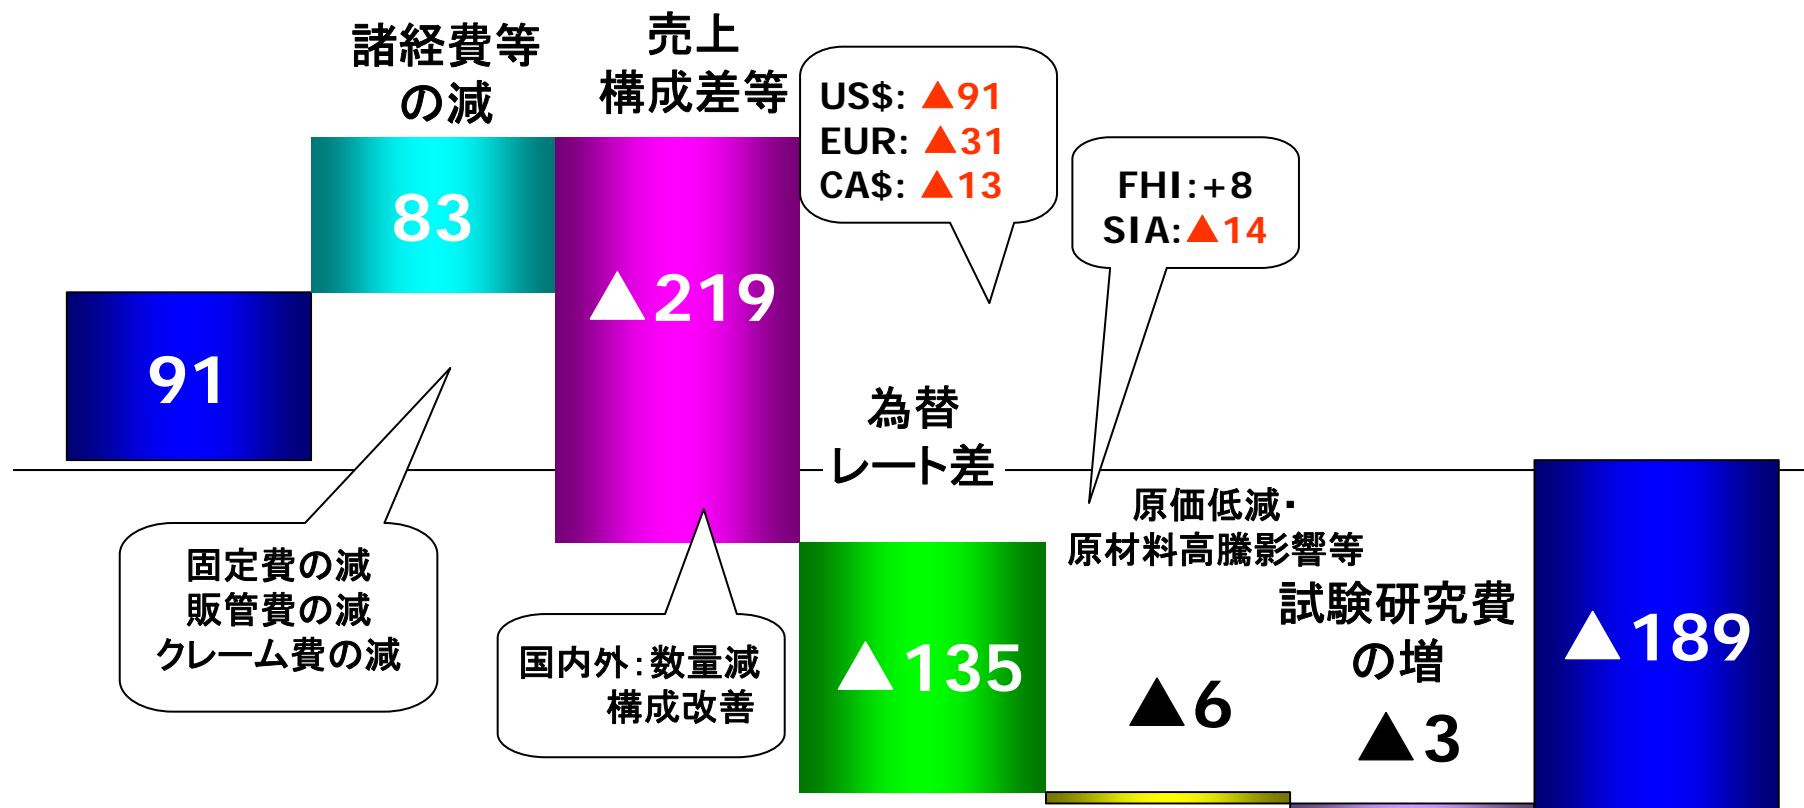 諸経費等
の減
83
売上
構成差等
▲219
US$: ▲91
EUR: ▲31
CA$: ▲13
FHI:+8
SIA:▲14
91
為替
レート差
▲135
固定費の減
販管費の減
クレーム費の減
国内外:数量減
構成改善
原価低減・
原材料高騰影響等
▲6
試験研究費
の増
▲3
▲189